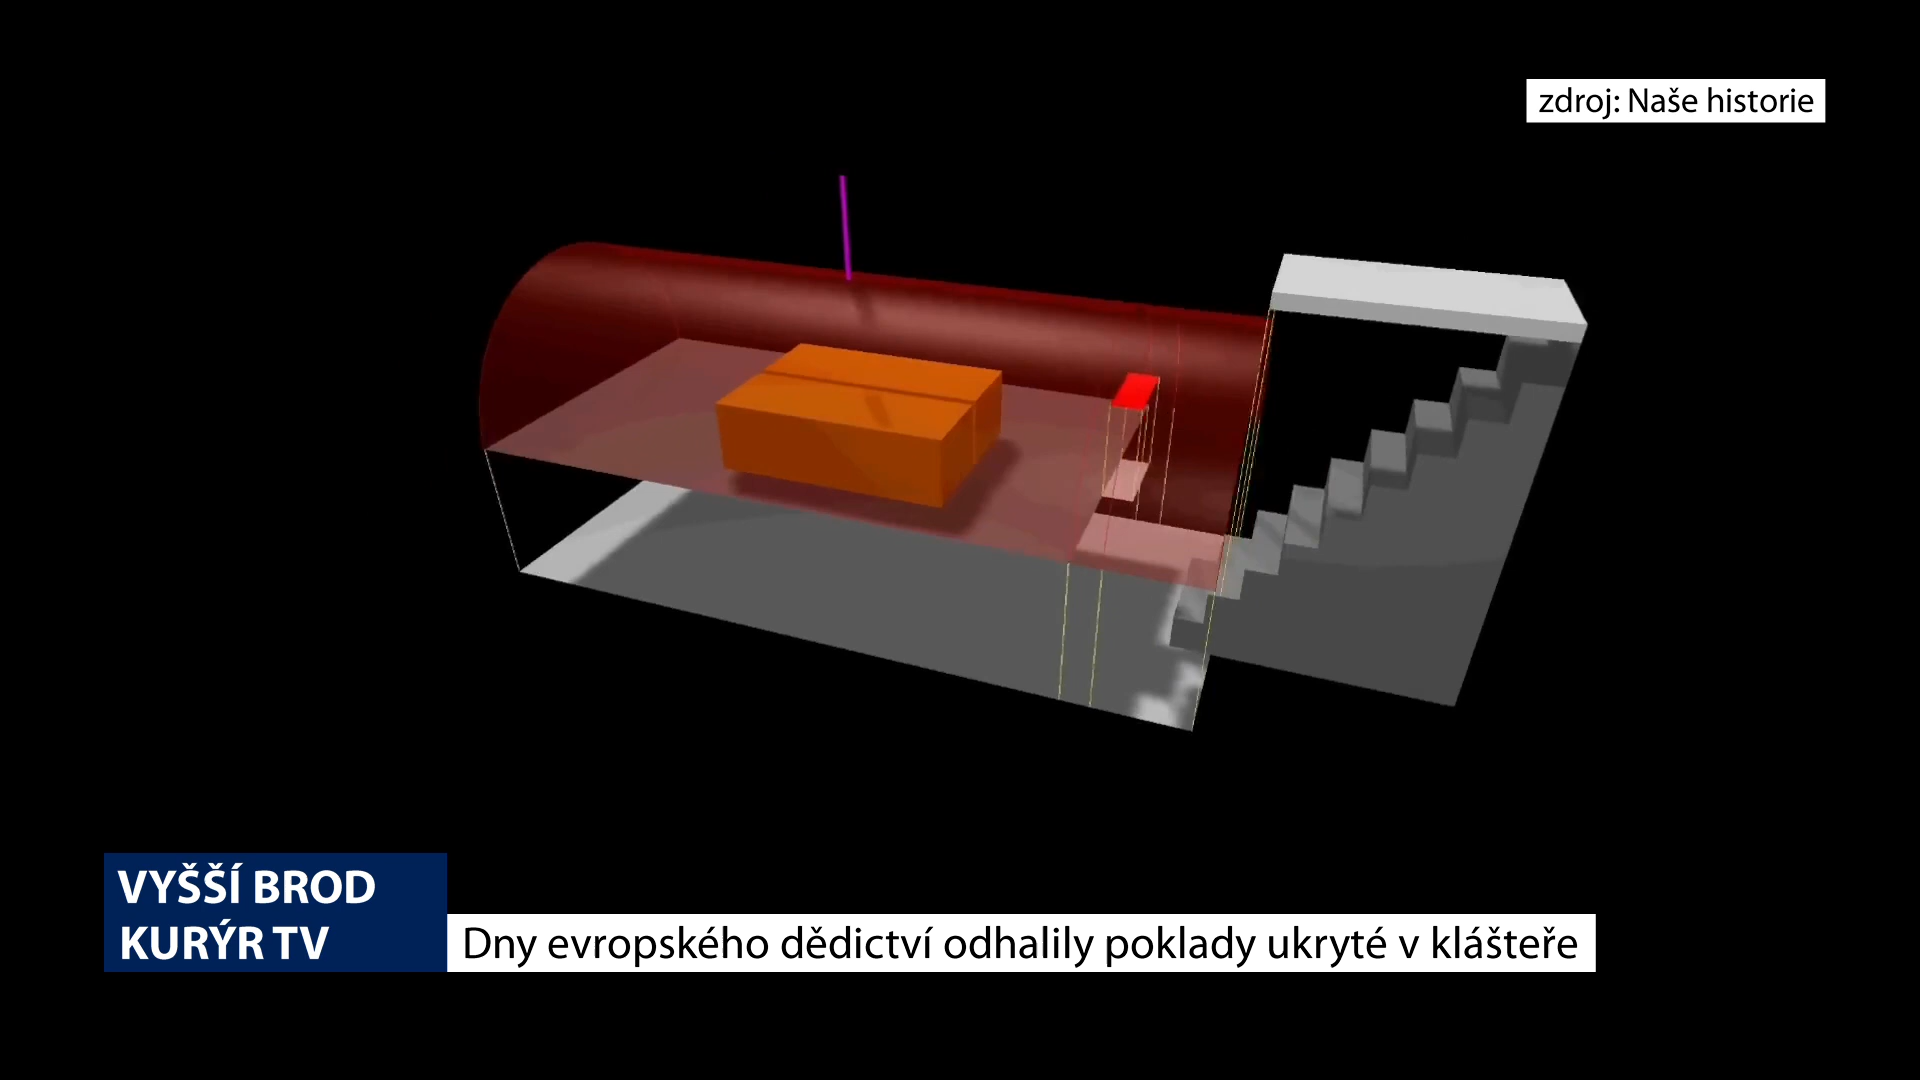 zdroj: Naše historie
VYŠŠÍ BROD
KURÝR TV
Dny evropského dědictví odhalily poklady ukryté v klášteře